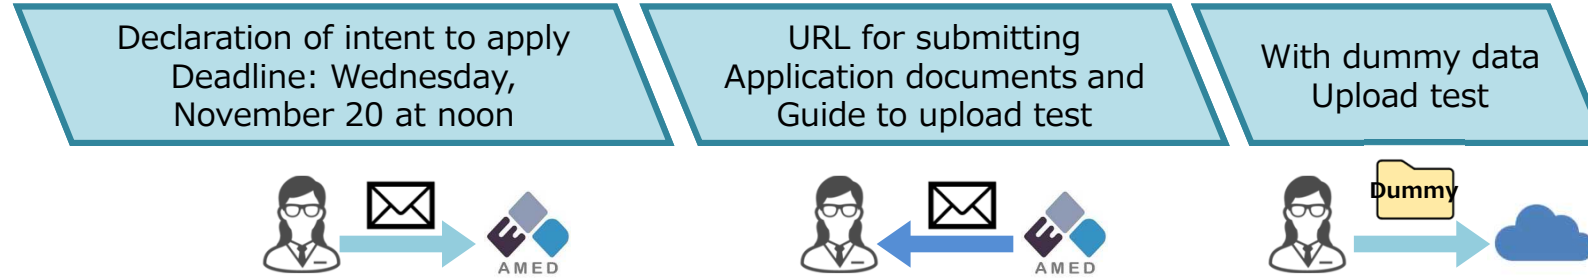 Declaration of intent to apply
Deadline: Wednesday,
November 20 at noon
URL for submitting
Application documents and
Guide to upload test
With dummy data
Upload test
AMED
AMED
Dummy